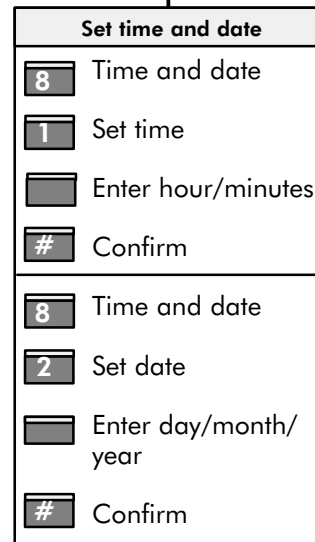 Set time and date
8 Time and date
1 Set time
Enter hour/minutes
# Confirm
8 Time and date
2 Set date
Enter day/month/
year
# Confirm